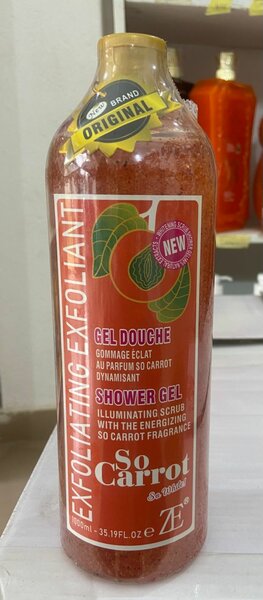 New
BRAND
ORIGINAL
EXFOLIATING EXFOLIANT
NEW
GEL DOUCHE
GOMMAGE ÉCLAT
AU PARFUM SO CARROT
DYNAMISANT
SHOWER GEL
ILLUMINATING SCRUB
WITH THE ENERGIZING
SO CARROT FRAGRANCE
So
Carrot
So White!
1000ml - 35.19FL.OZ e
ZE®